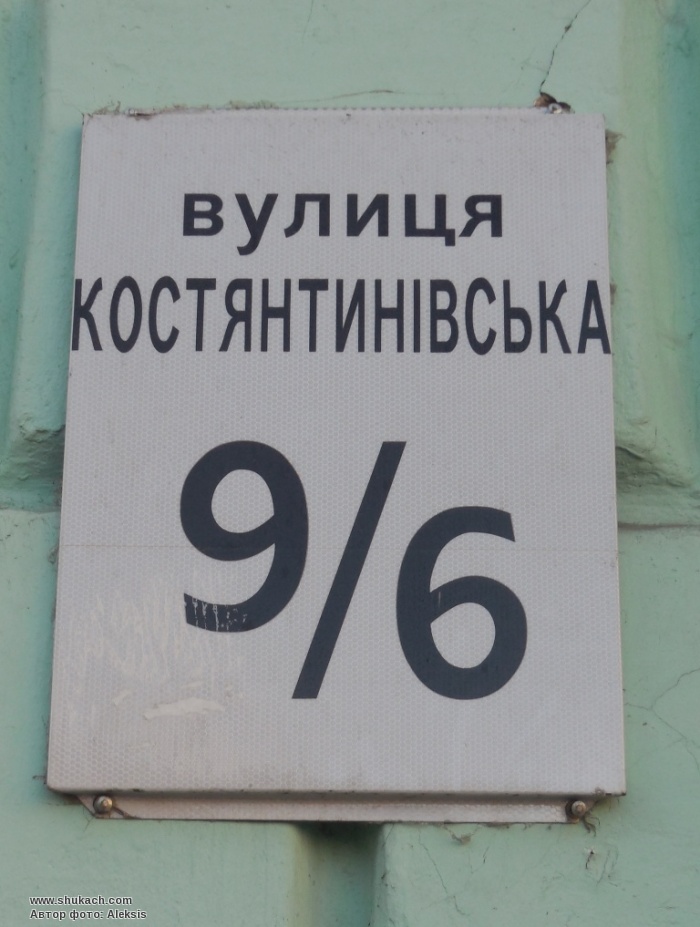 вулиця
КОСТЯНТИНІВСЬКА
9/6
www.shukach.com
Автор фото: Aleksis